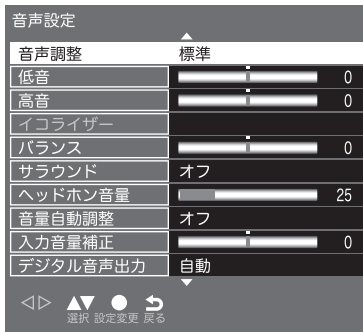 音声設定
音声調整 標準
低音 0
高音 0
イコライザー
バランス 0
サラウンド オフ
ヘッドホン音量 25
音量自動調整 オフ
入力音量補正 0
デジタル音声出力 自動
選択 設定変更 戻る